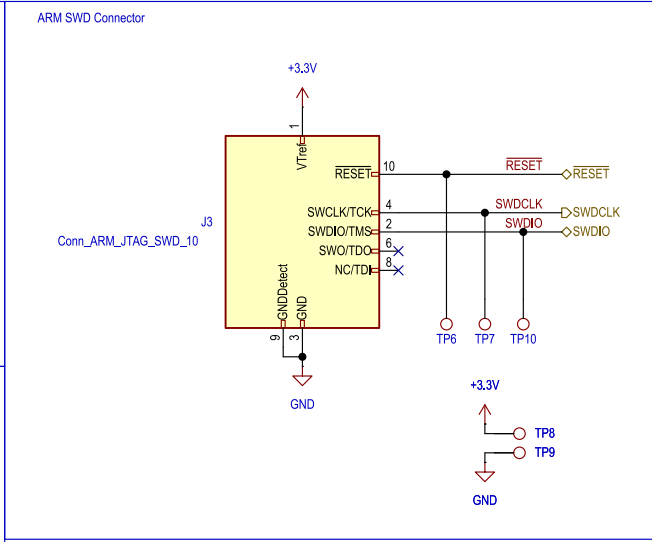 ARM SWD Connector
+3.3V
1
VTref
RESET
10
RESET
RESET
J3
SWCLK/TCK
4
SWDCLK
SWDCLK
Conn_ARM_JTAG_SWD_10
SWDIO/TMS
2
SWDIO
SWDIO
SWO/TDO
6
NC/TDI
8
GNDDetect
GND
9
3
TP6
TP7
TP10
GND
+3.3V
TP8
TP9
GND